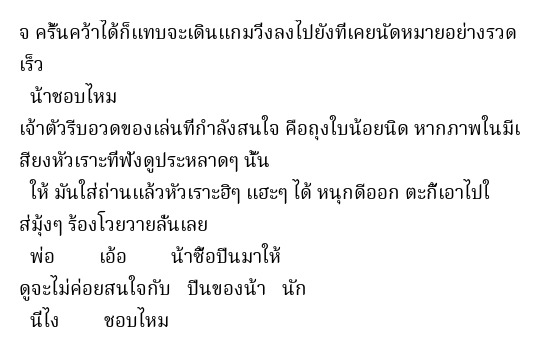 จ ครั้นคว้าได้ก็แทบจะเดินแกมวิ่งลงไปยังที่เคยนัดหมายอย่างรวด
เร็ว
น้าชอบไหม
เจ้าตัวรีบอวดของเล่นที่กำลังสนใจ คือถุงใบน้อยนิด หากภาพในมีเ
สียงหัวเราะที่ฟังดูประหลาดๆ นั้น
ให้ มันใส่ถ่านแล้วหัวเราะฮิๆ แฮะๆ ได้ หนุกดีออก ตะกี้เอาไปใ
ส่มุ้งๆ ร้องโวยวายลั่นเลย
พ่อ เอ้อ น้าซื้อปืนมาให้
ดูจะไม่ค่อยสนใจกับ ปืนของน้า นัก
นี่ไง ชอบไหม